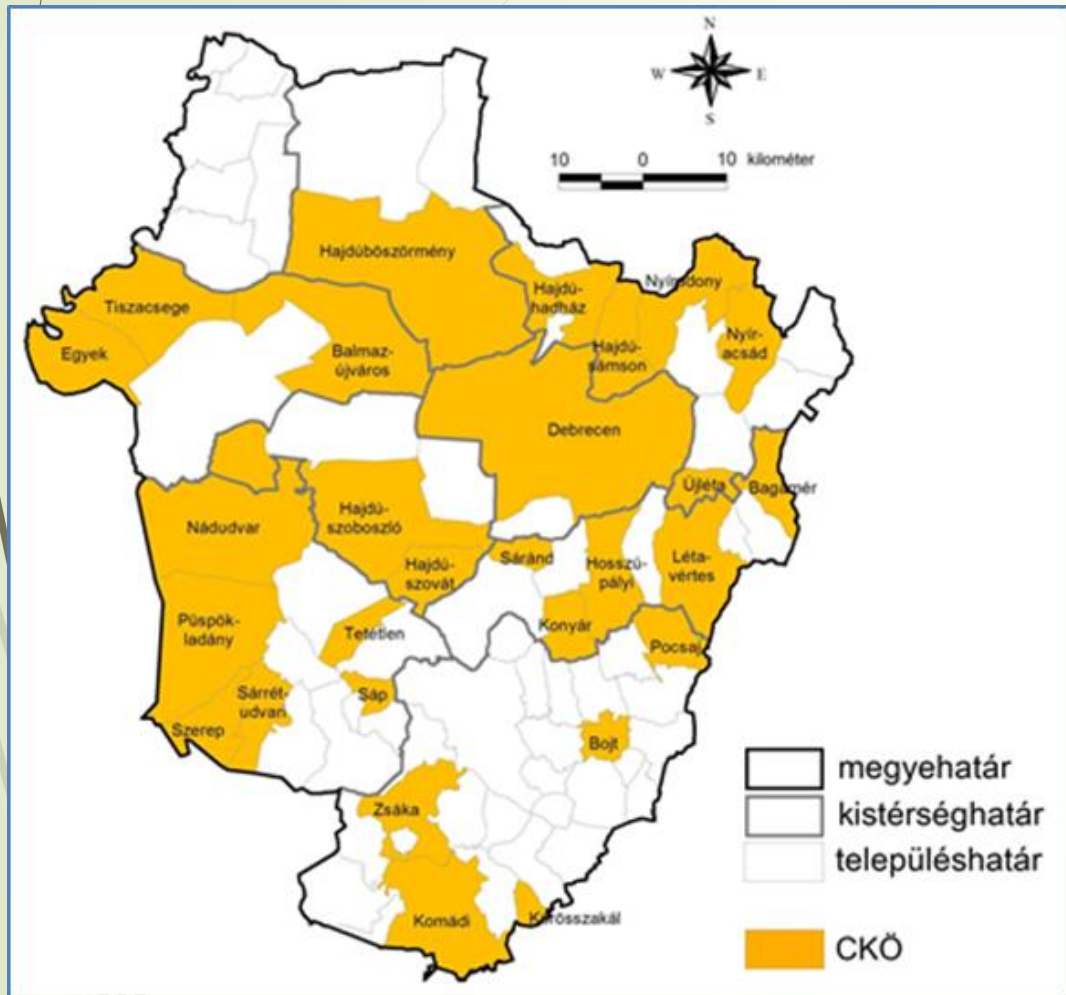 N
W E
S
10 0 10 kilométer
Hajdúböszörmény
Tiszacsege
Hajdú-
hadház
Nyíradony
Egyek
Balmaz-
újváros
Hajdú-
sámson
Nyír-
acsád
Debrecen
Újléta
Bagamér
Nádudvar
Hajdú-
szoboszló
Hajdú-
szovát
Sáránd
Hosszú-
pályi
Léta-
vértes
Püspök-
ladány
Tetétlen
Konyár
Pocsaj
Sárrét-
udvari
Sáp
Szerep
Bojt
Zsáka
Komádi
Körösszakál
megyehatár
kistérséghatár
településhatár
CKÖ